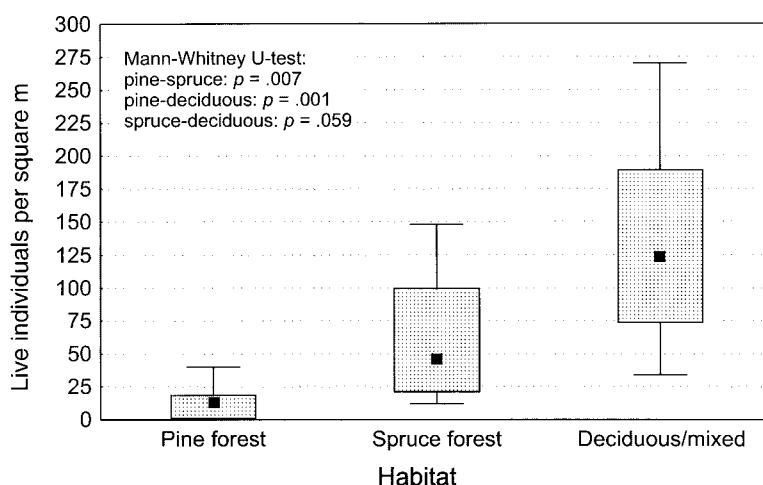 300
275
250
225
200
175
150
125
100
75
50
25
0
Live individuals per square m
Mann-Whitney U-test:
pine-spruce: p = .007
pine-deciduous: p = .001
spruce-deciduous: p = .059
Pine forest
Spruce forest
Deciduous/mixed
Habitat